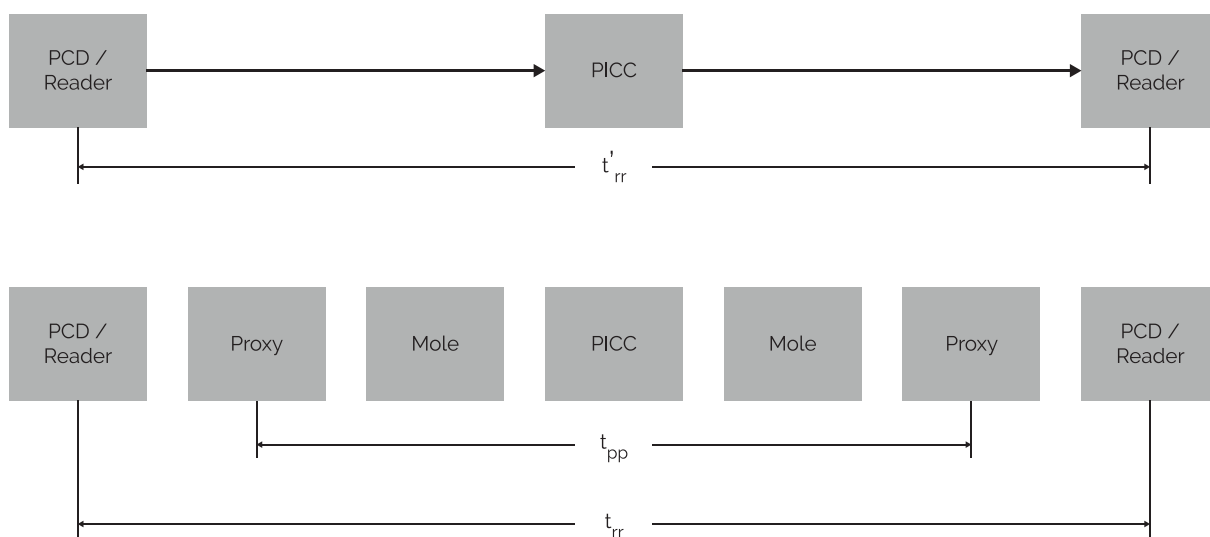 PCD /
Reader
PICC
PCD /
Reader
t'rr
PCD /
Reader
Proxy
Mole
PICC
Mole
Proxy
PCD /
Reader
tpp
trr